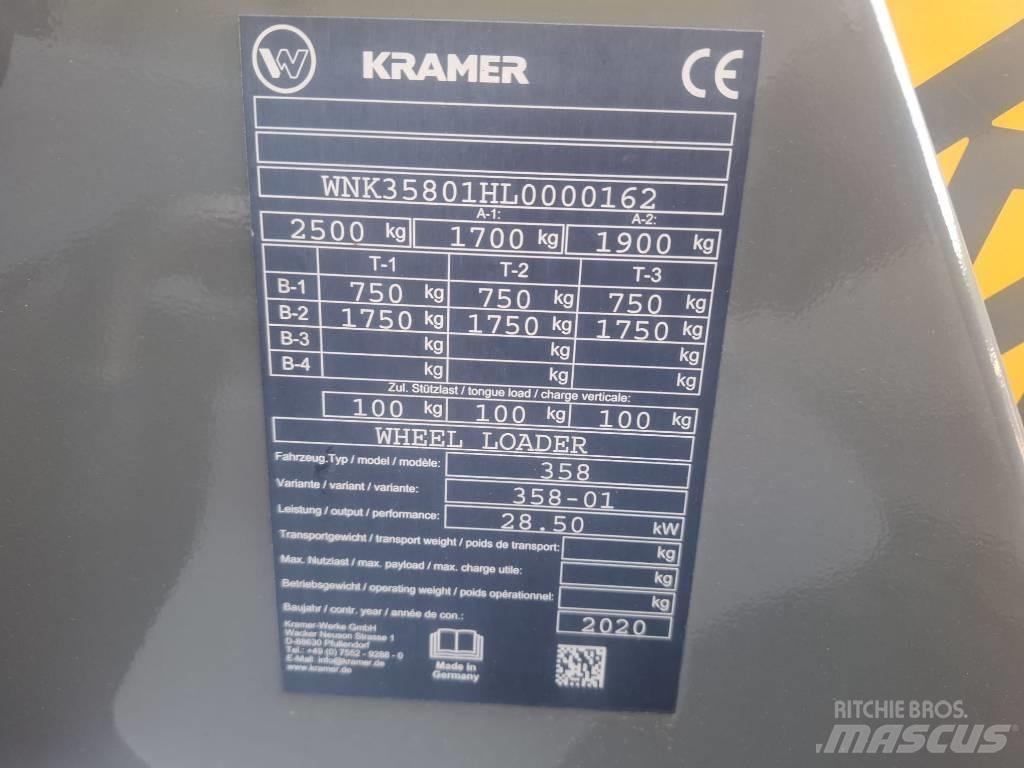 W KRAMER CE
WNK35801HL0000162
A-1: A-2:
2500 kg 1700 kg 1900 kg
T-1 T-2 T-3
B-1 750 kg 750 kg 750 kg
B-2 1750 kg 1750 kg 1750 kg
B-3 kg kg kg
B-4 kg kg kg
Zul. Stützlast / tongue load / charge verticale:
100 kg 100 kg 100 kg
WHEEL LOADER
Fahrzeug.Typ / model / modèle: 358
Variante / variant / variante: 358-01
Leistung / output / performance: 28.50 kW
Transportgewicht / transport weight / poids de transport: kg
Max. Nutzlast / max. payload / max. charge utile: kg
Betriebsgewicht / operating weight / poids opérationnel: kg
Baujahr / contr. year / année de con.: 2020
Kramer-Werke GmbH
Wacker Neuson Strasse 1
D-88630 Pfullendorf
Tel.: +49 (0) 7552 - 9288 - 0
E-Mail: info@kramer.de
www.kramer.de
Made in
Germany
RITCHIE BROS.
MASCUS